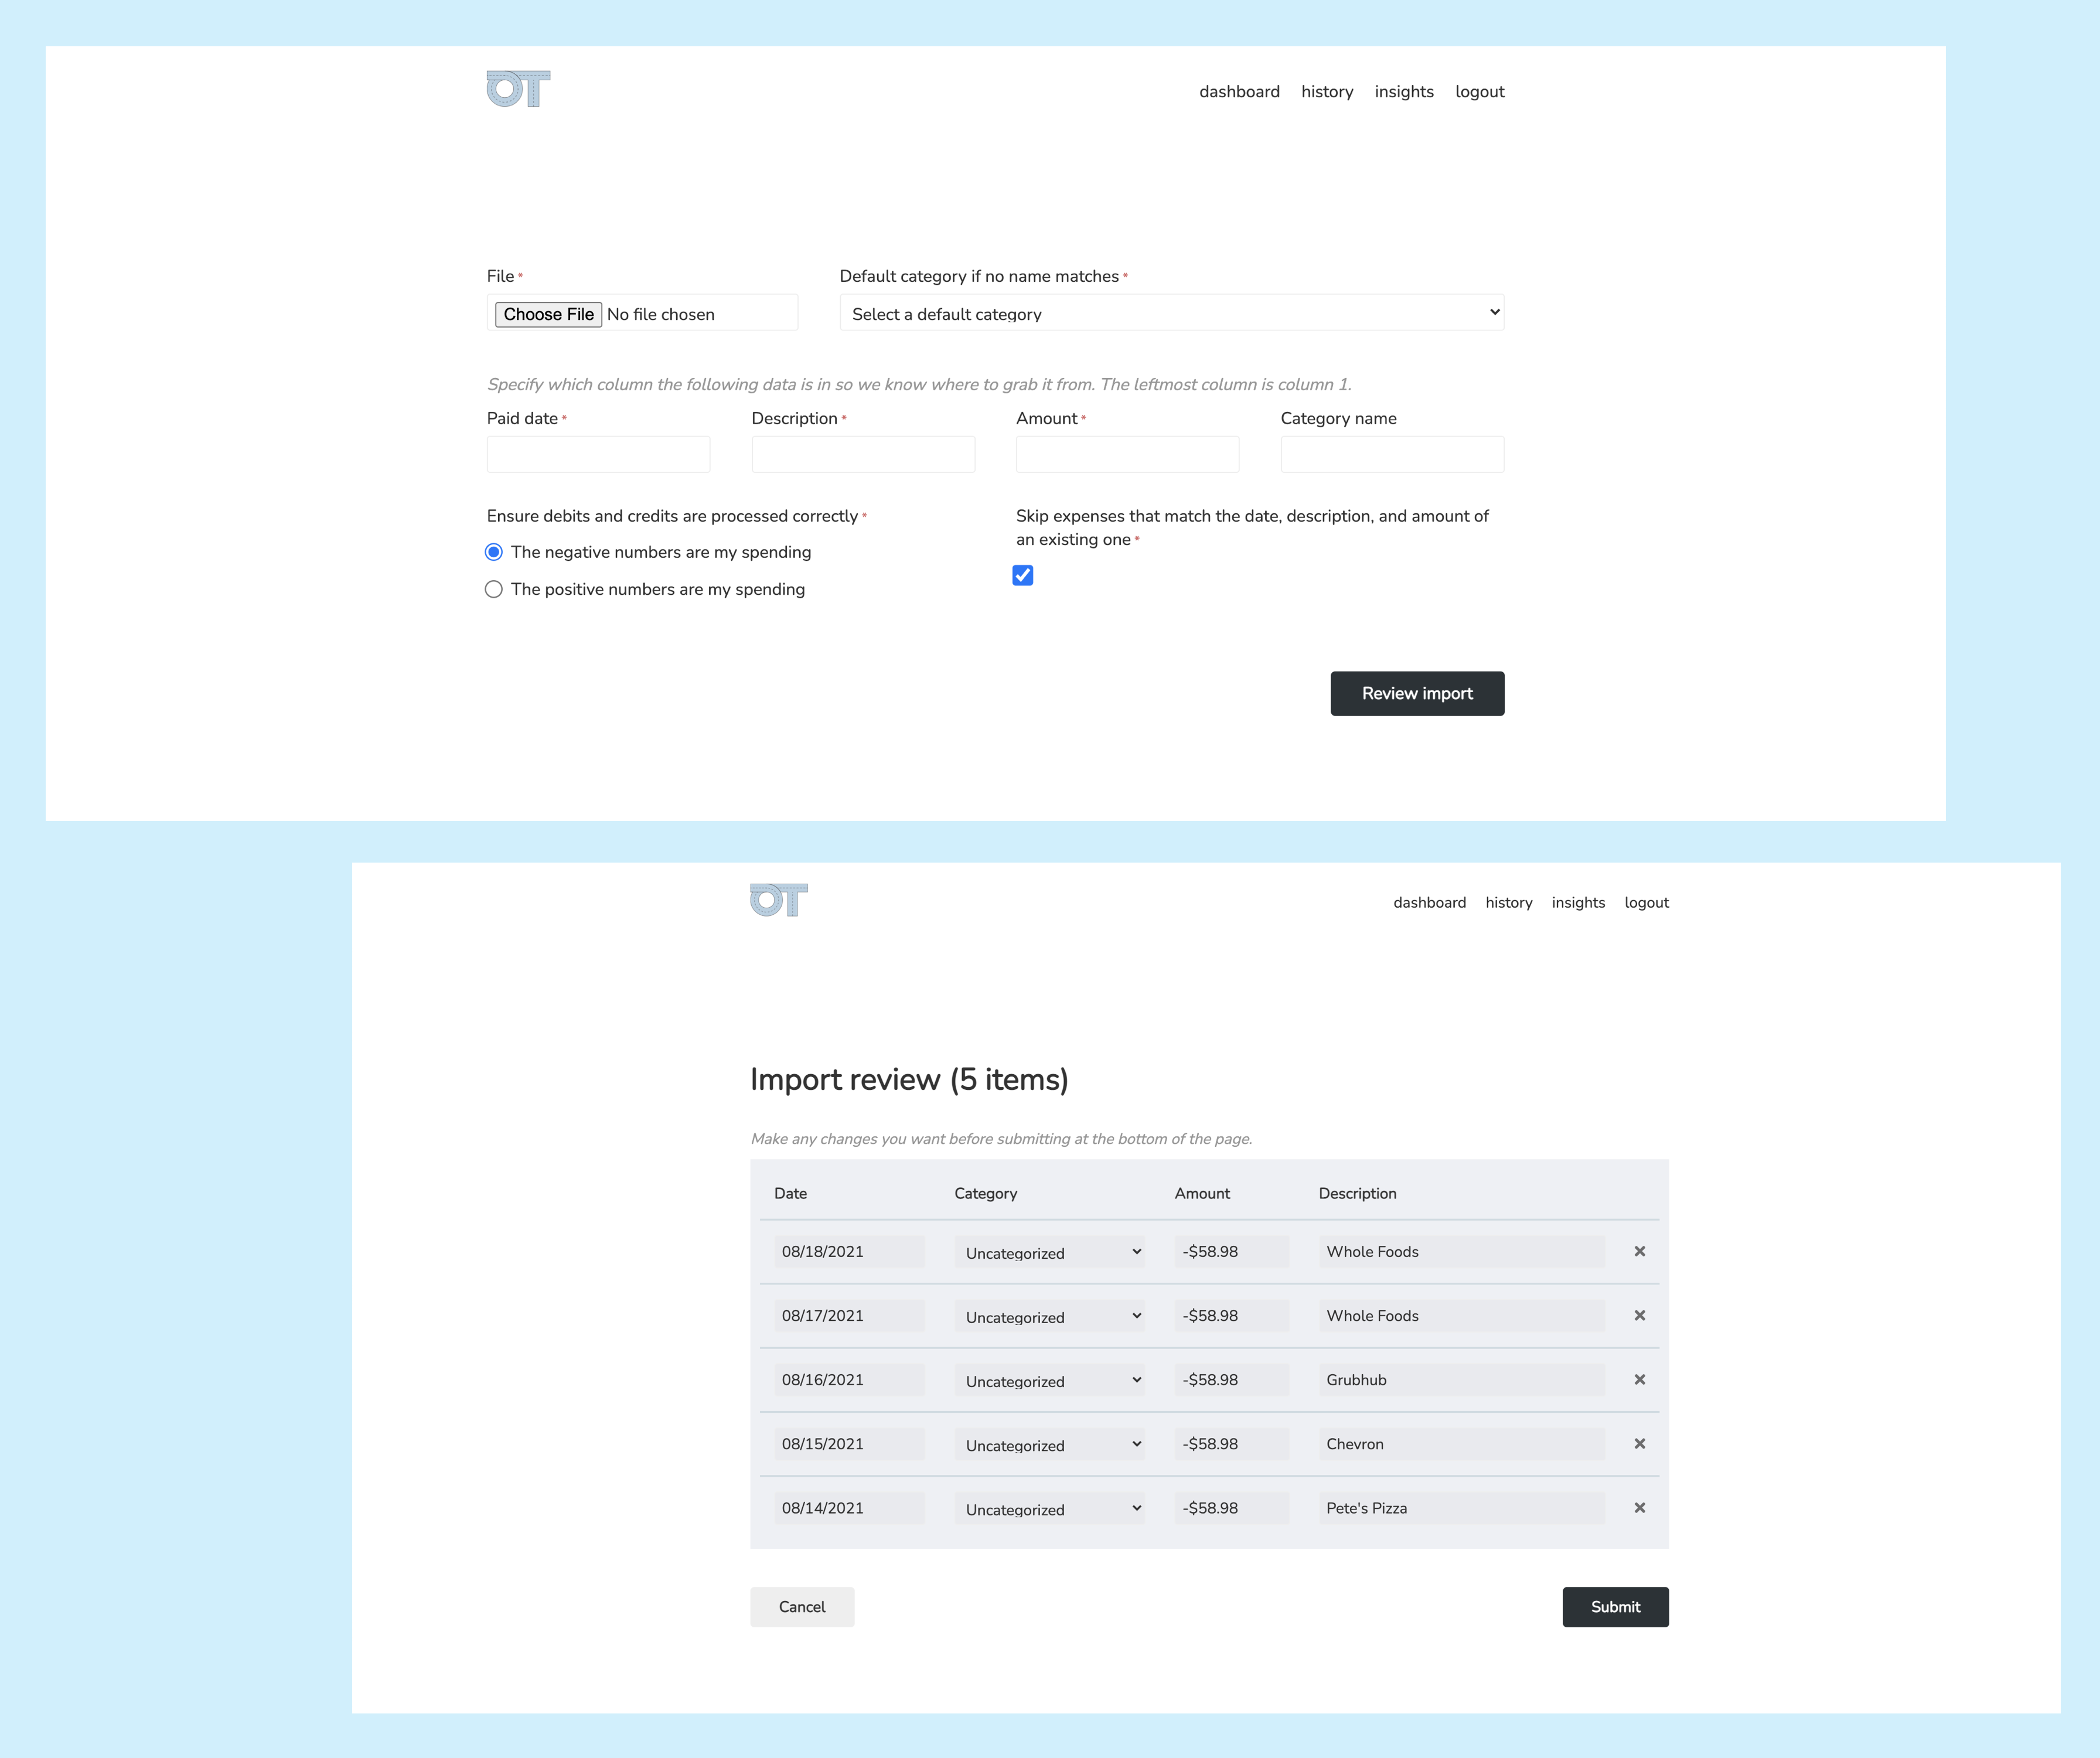 OT
dashboard history insights logout
File *
Default category if no name matches *
Choose File No file chosen
Select a default category
Specify which column the following data is in so we know where to grab it from. The leftmost column is column 1.
Paid date * Description * Amount * Category name
Ensure debits and credits are processed correctly *
The negative numbers are my spending
The positive numbers are my spending
Skip expenses that match the date, description, and amount of
an existing one *
Review import
OT
dashboard history insights logout
Import review (5 items)
Make any changes you want before submitting at the bottom of the page.
Date Category Amount Description
08/18/2021 Uncategorized -$58.98 Whole Foods
08/17/2021 Uncategorized -$58.98 Whole Foods
08/16/2021 Uncategorized -$58.98 Grubhub
08/15/2021 Uncategorized -$58.98 Chevron
08/14/2021 Uncategorized -$58.98 Pete's Pizza
Cancel Submit